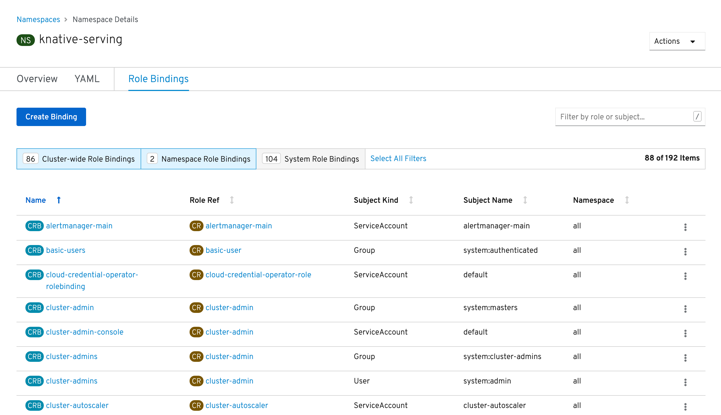 Namespaces > Namespace Details
NS knative-serving
Actions
Overview YAML Role Bindings
Create Binding
Filter by role or subject... /
86 Cluster-wide Role Bindings 2 Namespace Role Bindings 104 System Role Bindings Select All Filters 88 of 192 Items
Name Role Ref Subject Kind Subject Name Namespace
CRB alertmanager-main CR alertmanager-main ServiceAccount alertmanager-main all
CRB basic-users CR basic-user Group system:authenticated all
CRB cloud-credential-operator- CR cloud-credential-operator-role ServiceAccount default all
rolebinding
CRB cluster-admin CR cluster-admin Group system:masters all
CRB cluster-admin-console CR cluster-admin ServiceAccount default all
CRB cluster-admins CR cluster-admin Group system:cluster-admins all
CRB cluster-admins CR cluster-admin User system:admin all
CRB cluster-autoscaler CR cluster-autoscaler ServiceAccount cluster-autoscaler all